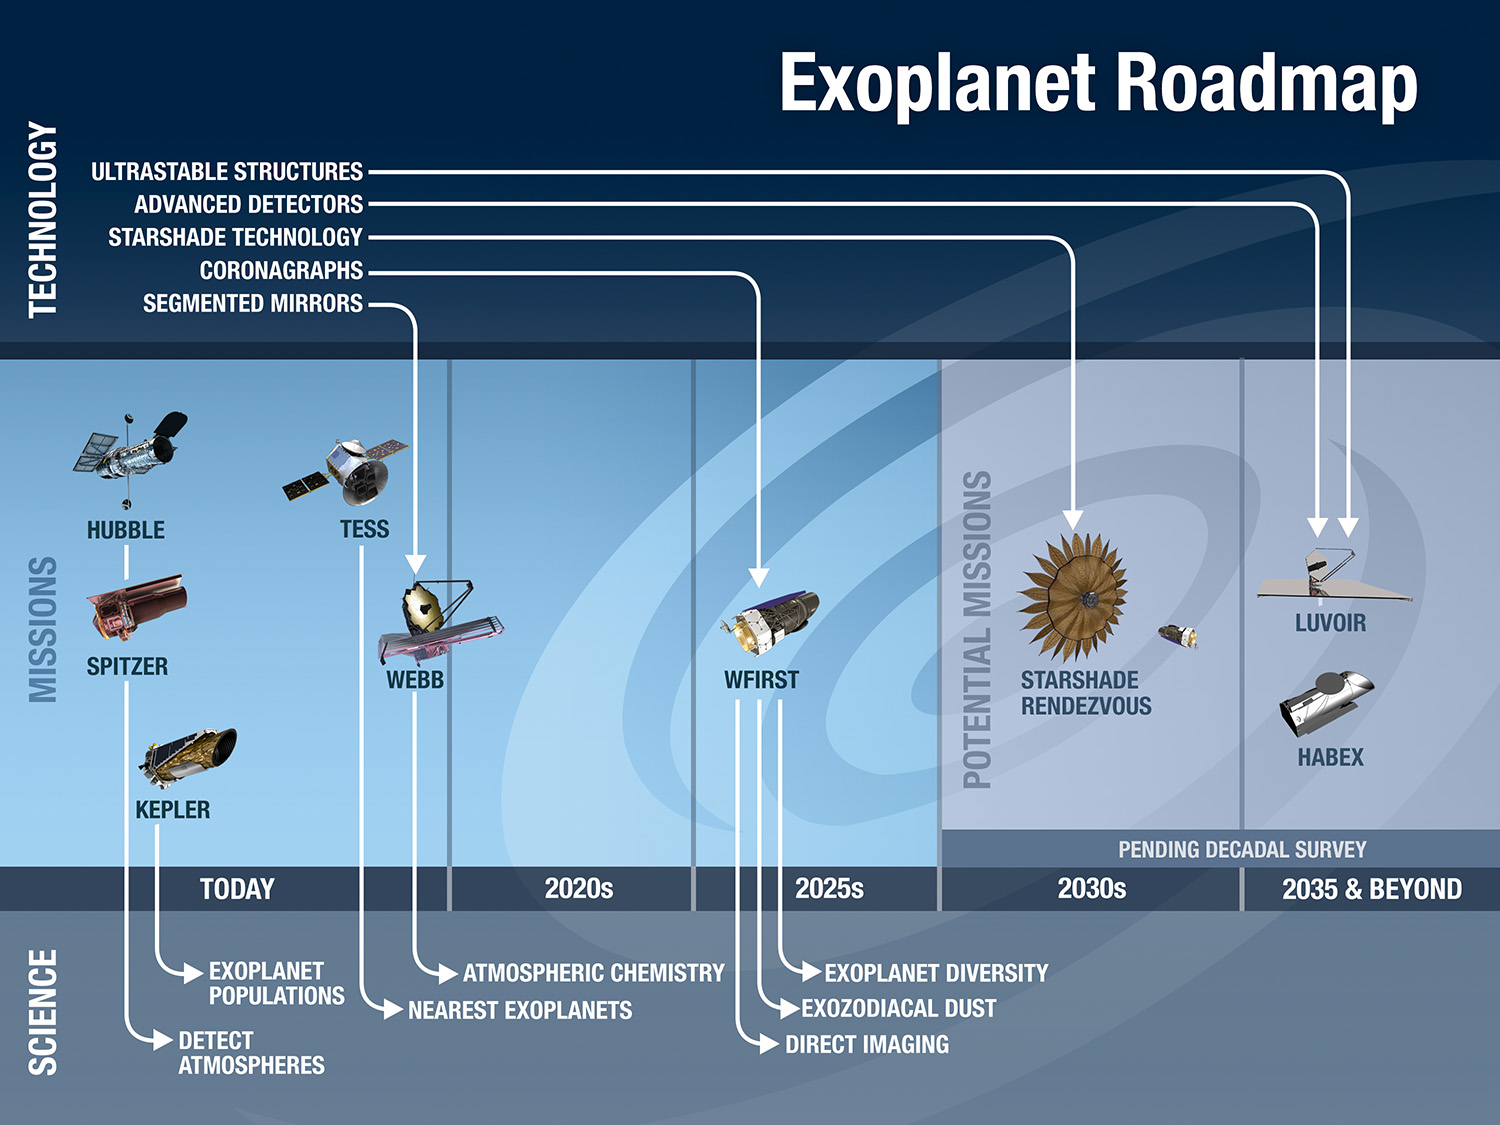 Exoplanet Roadmap
TECHNOLOGY
ULTRASTABLE STRUCTURES
ADVANCED DETECTORS
STARSHADE TECHNOLOGY
CORONAGRAPHS
SEGMENTED MIRRORS
MISSIONS
HUBBLE
SPITZER
KEPLER
TESS
WEBB
WFIRST
POTENTIAL MISSIONS
STARSHADE
RENDEZVOUS
LUVOIR
HABEX
PENDING DECADAL SURVEY
TODAY
2020s
2025s
2030s
2035 & BEYOND
SCIENCE
EXOPLANET
POPULATIONS
DETECT
ATMOSPHERES
ATMOSPHERIC CHEMISTRY
NEAREST EXOPLANETS
EXOPLANET DIVERSITY
EXOZODIACAL DUST
DIRECT IMAGING